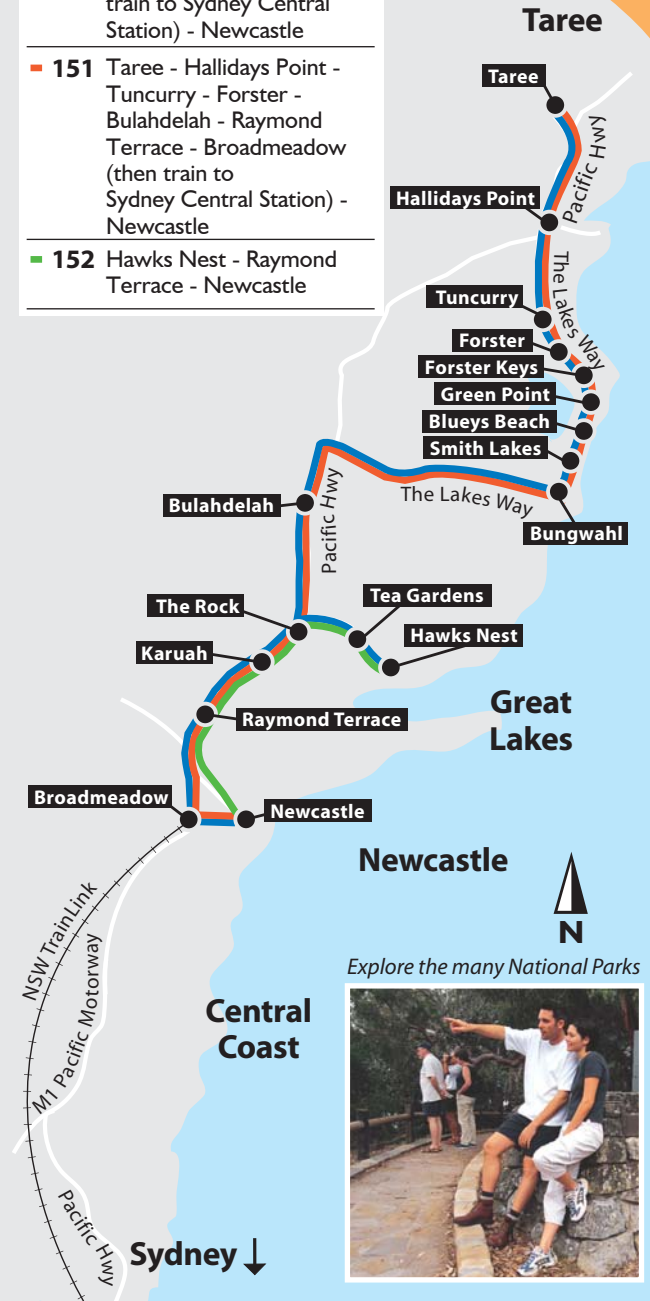 train to Sydney Central
Station) - Newcastle
151 Taree - Hallidays Point -
Tuncurry - Forster -
Bulahdelah - Raymond
Terrace - Broadmeadow
(then train to
Sydney Central Station) -
Newcastle
152 Hawks Nest - Raymond
Terrace - Newcastle
Taree
Taree
Pacific Hwy
Hallidays Point
The Lakes Way
Tuncurry
Forster
Forster Keys
Green Point
Blueys Beach
Smith Lakes
The Lakes Way
Bungwahl
Pacific Hwy
Bulahdelah
The Rock
Tea Gardens
Hawks Nest
Karuah
Great
Lakes
Raymond Terrace
Broadmeadow
Newcastle
Newcastle
N
NSW TrainLink
M1 Pacific Motorway
Explore the many National Parks
Central
Coast
Pacific Hwy
Sydney ↓